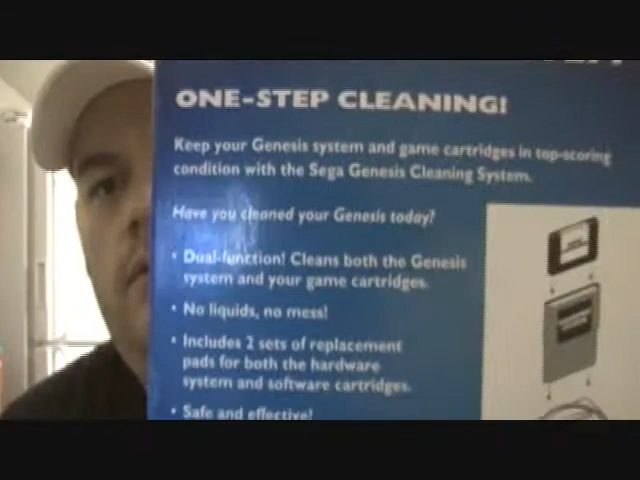 ONE-STEP CLEANING!
Keep your Genesis system and game cartridges in top-scoring
condition with the Sega Genesis Cleaning System.
Have you cleaned your Genesis today?
• Dual-function! Cleans both the Genesis
system and your game cartridges.
• No liquids, no mess!
• Includes 2 sets of replacement
pads for both the hardware
system and software cartridges.
• Safe and effective!